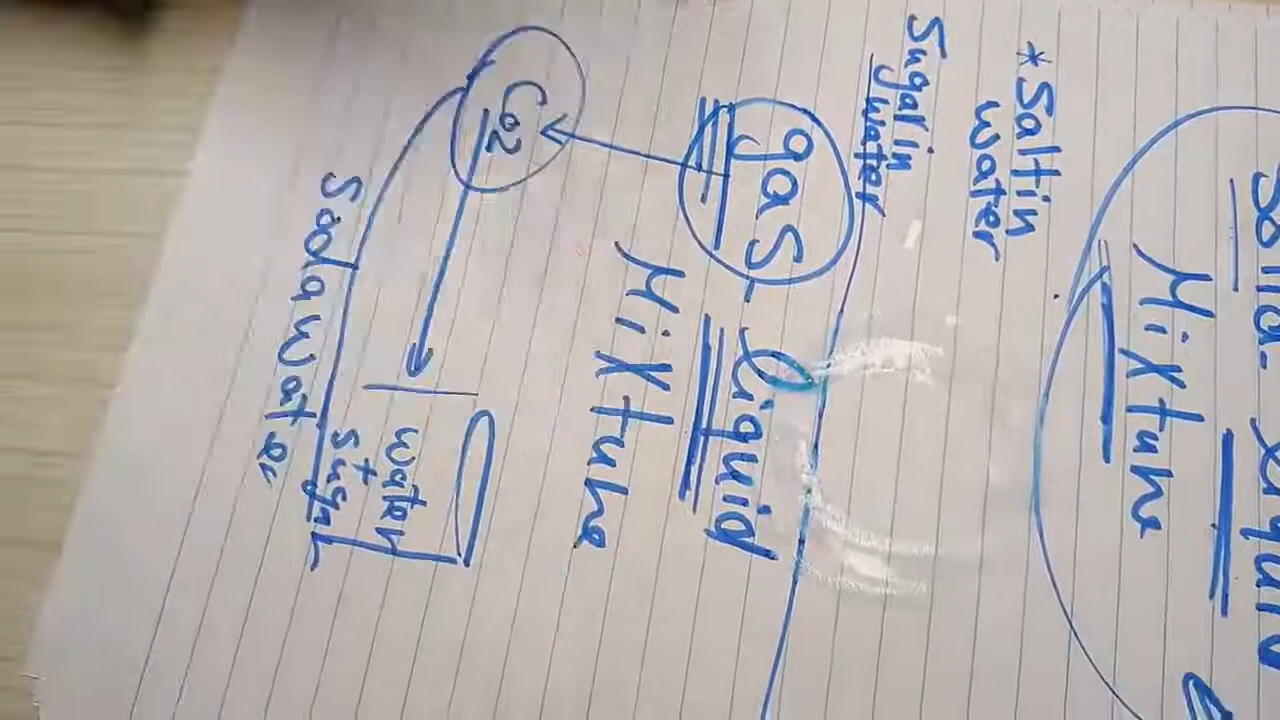 Solid - Liquid
Mixture
* Salt in
water
Sugar in
water
gas - liquid
Mixture
Co2
water
+
Sugar
Soda water